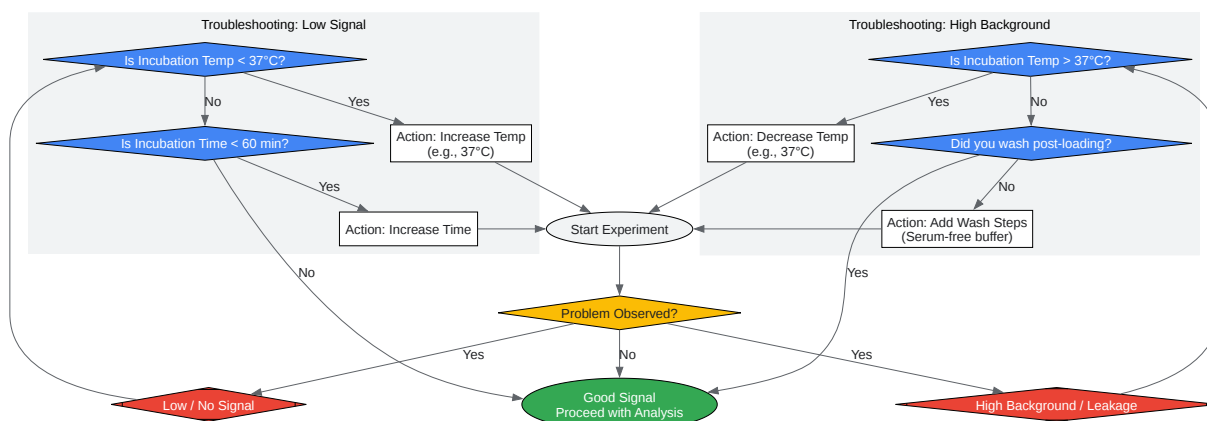 Troubleshooting: Low Signal
Troubleshooting: High Background
Is Incubation Temp < 37°C?
Is Incubation Temp > 37°C?
No
Yes
Yes
No
Is Incubation Time < 60 min?
Action: Increase Temp
(e.g., 37°C)
Action: Decrease Temp
(e.g., 37°C)
Did you wash post-loading?
Yes
No
Action: Increase Time
Start Experiment
Action: Add Wash Steps
(Serum-free buffer)
No
Yes
Problem Observed?
Yes
No
Yes
Low / No Signal
Good Signal
Proceed with Analysis
High Background / Leakage